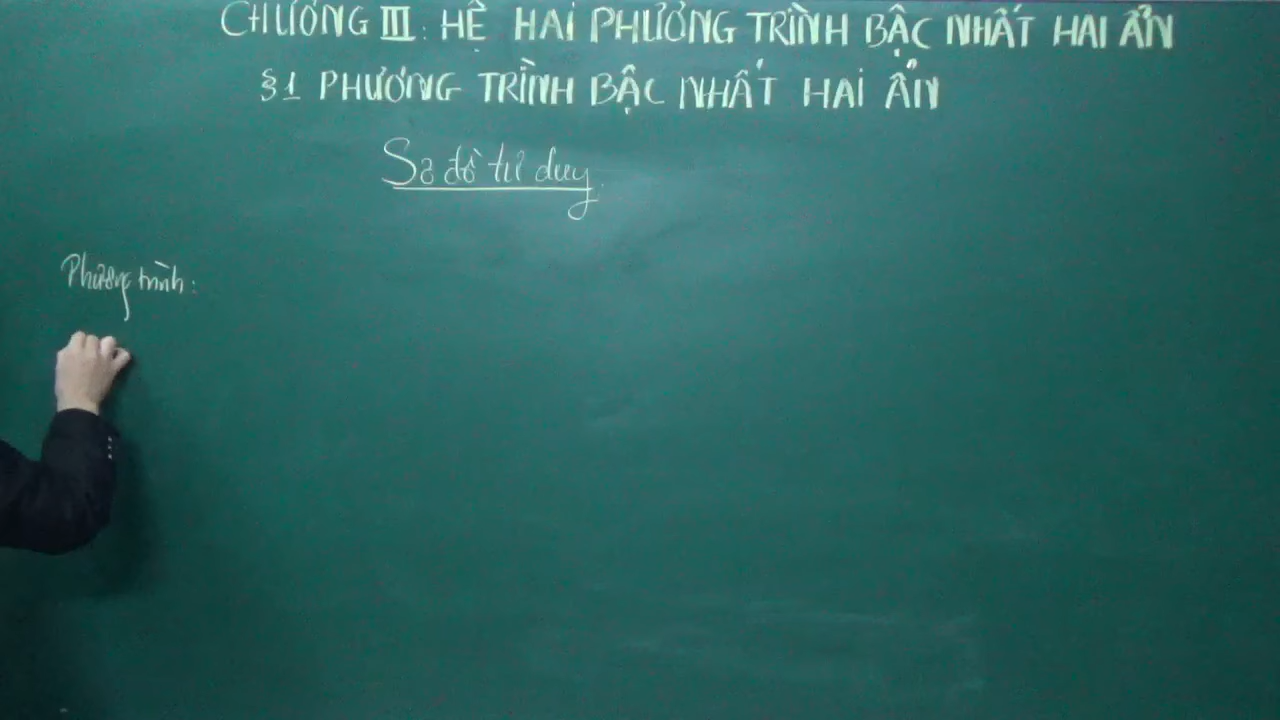 CHƯƠNG III: HỆ HAI PHƯƠNG TRÌNH BẬC NHẤT HAI ẨN
§1 PHƯƠNG TRÌNH BẬC NHẤT HAI ẨN
Sơ đồ tư duy
Phương trình: